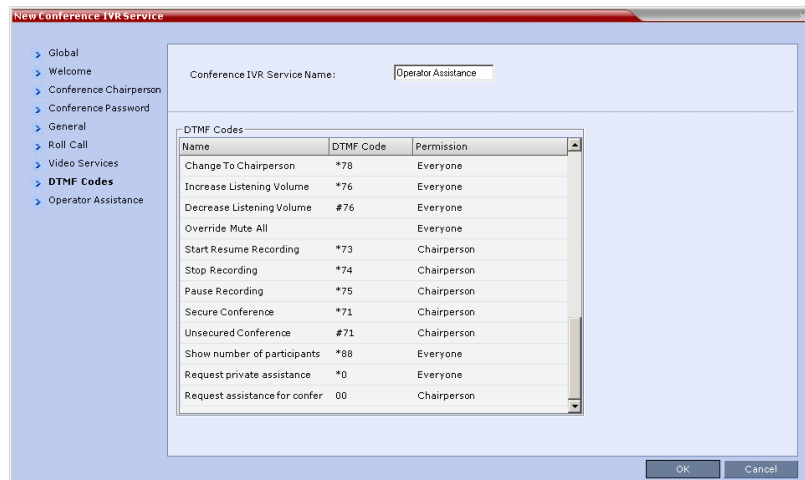 New Conference IVR Service
Global
Welcome
Conference Chairperson
Conference Password
General
Roll Call
Video Services
DTMF Codes
Operator Assistance
Conference IVR Service Name: Operator Assistance
DTMF Codes
Name DTMF Code Permission
Change To Chairperson *78 Everyone
Increase Listening Volume *76 Everyone
Decrease Listening Volume #76 Everyone
Override Mute All Everyone
Start Resume Recording *73 Chairperson
Stop Recording *74 Chairperson
Pause Recording *75 Chairperson
Secure Conference *71 Chairperson
Unsecured Conference #71 Chairperson
Show number of participants *88 Everyone
Request private assistance *0 Everyone
Request assistance for confer 00 Chairperson
OK Cancel